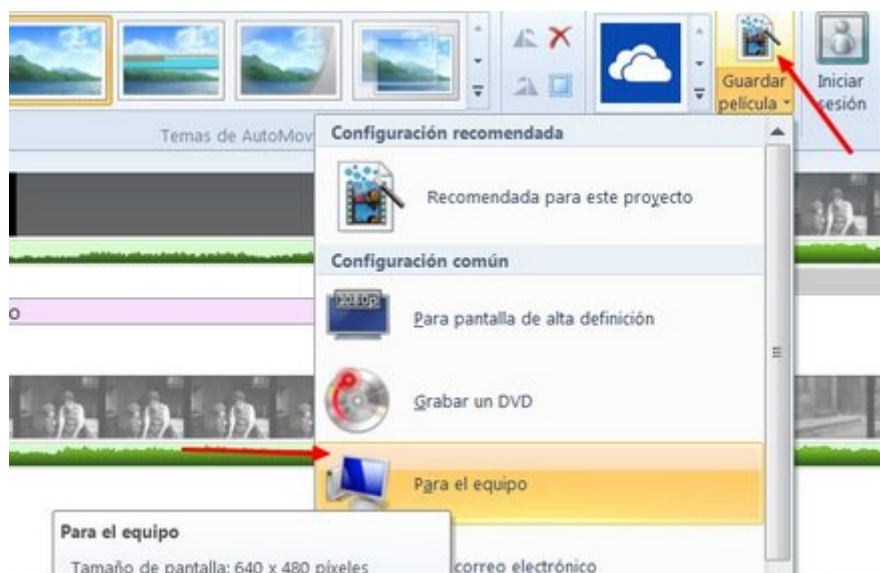 Guardar
película
Iniciar
sesión
Temas de AutoMov
Configuración recomendada
Recomendada para este proyecto
Configuración común
1080p
Para pantalla de alta definición
o
Grabar un DVD
Para el equipo
Para el equipo
Tamaño de pantalla: 640 x 480 píxeles
correo electrónico